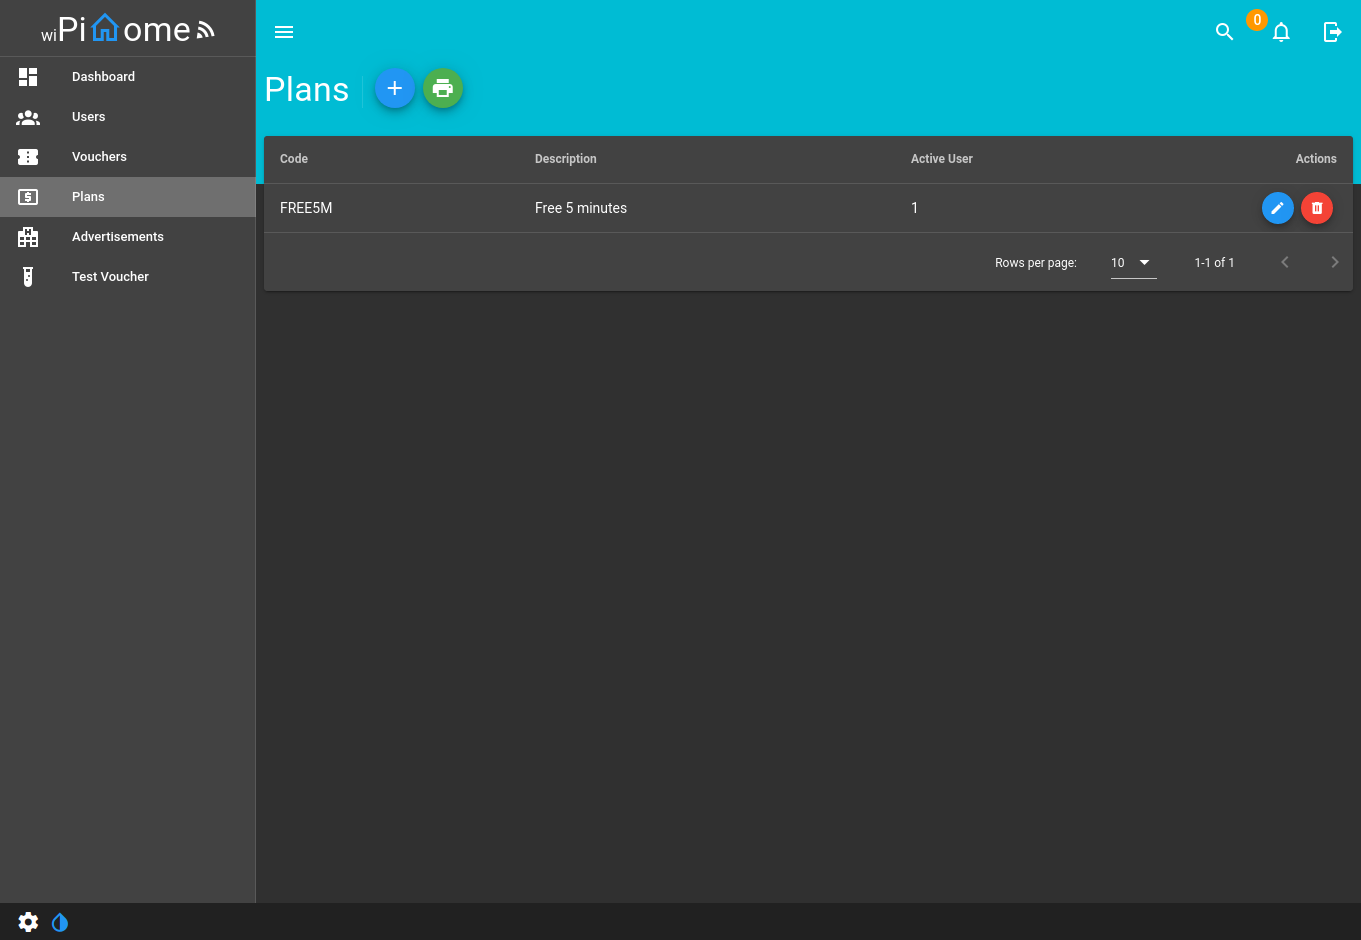 wiPiome
Dashboard
Users
Vouchers
Plans
Advertisements
Test Voucher
0
Plans
Code Description Active User Actions
FREE5M Free 5 minutes 1
Rows per page: 10 1-1 of 1